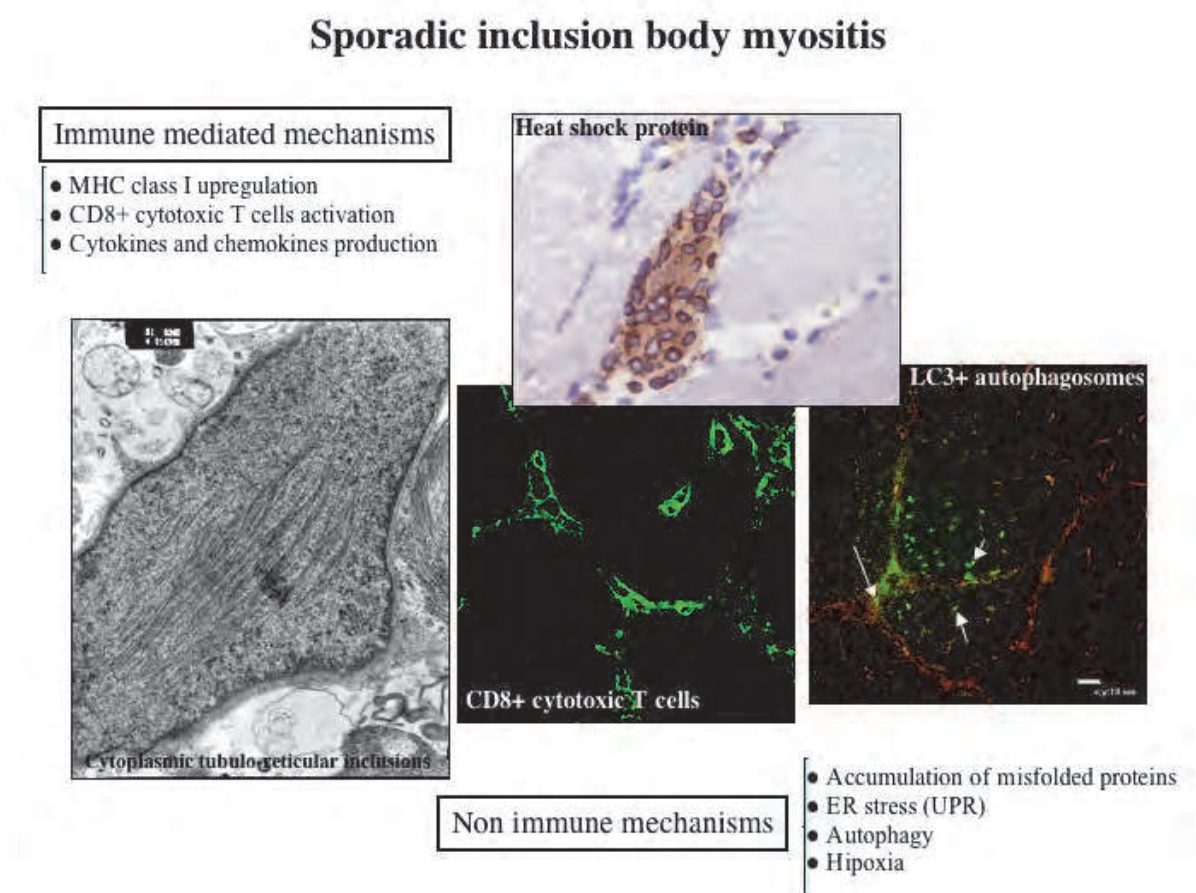 Sporadic inclusion body myositis
Immune mediated mechanisms
● MHC class I upregulation
● CD8+ cytotoxic T cells activation
● Cytokines and chemokines production
Heat shock protein
LC3+ autophagosomes
CD8+ cytotoxic T cells
Cytoplasmic tubulo-reticular inclusions
Non immune mechanisms
● Accumulation of misfolded proteins
● ER stress (UPR)
● Autophagy
● Hipoxia